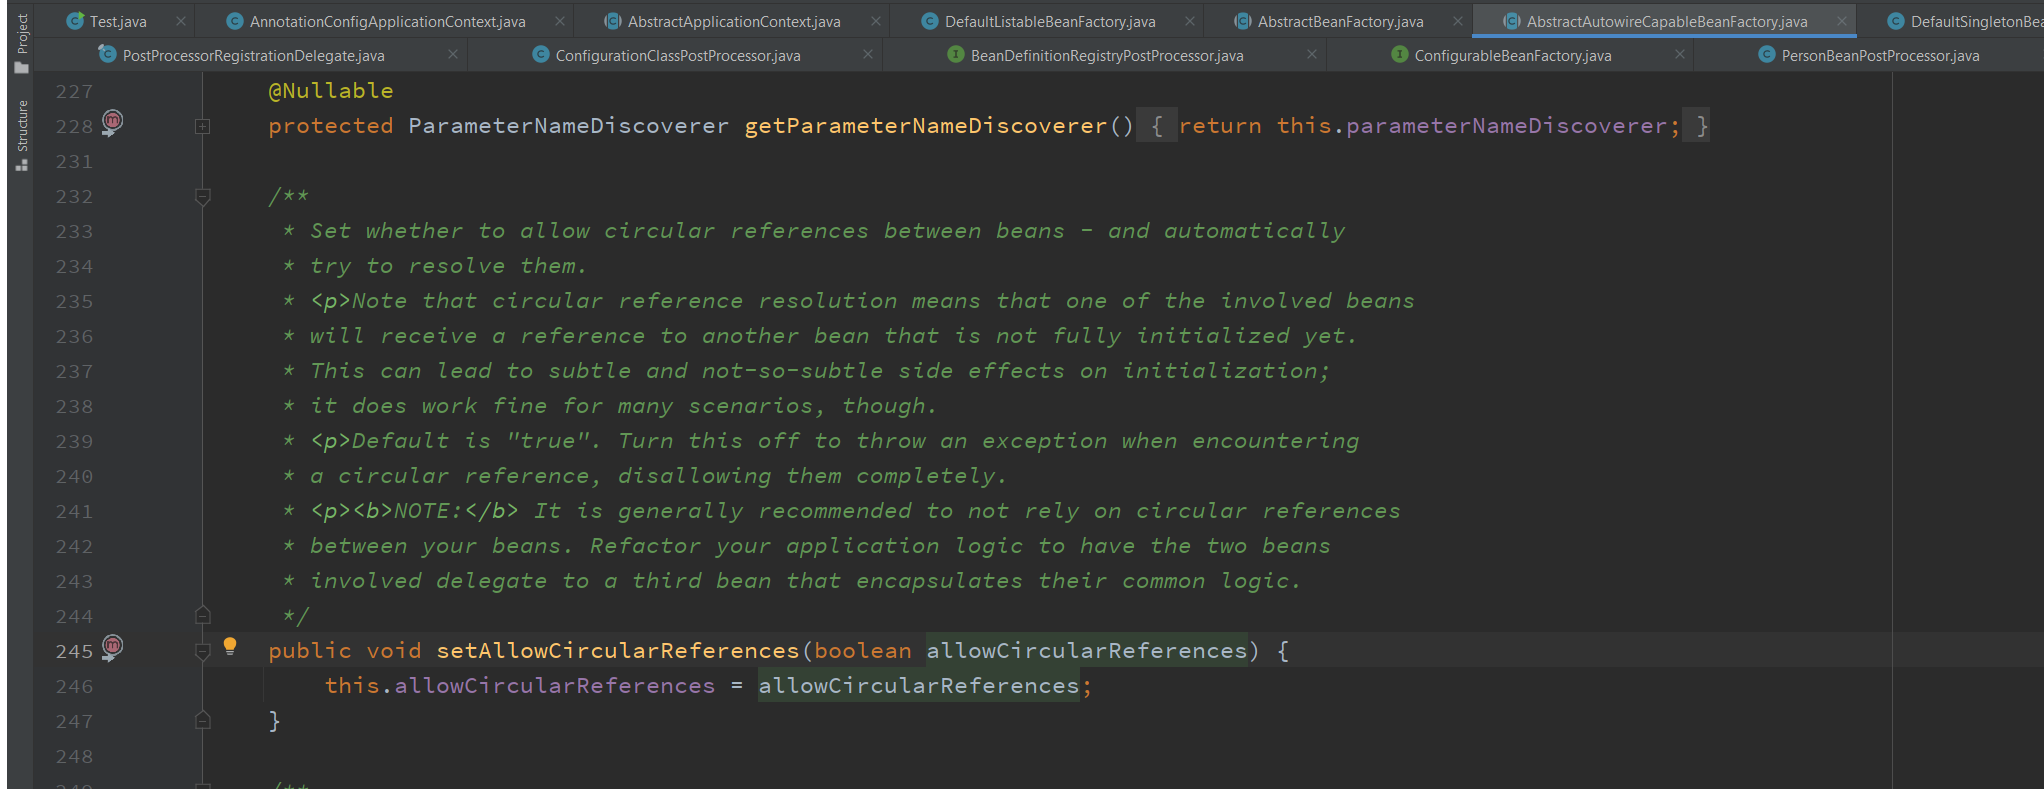 Project
Structure
Test.java
AnnotationConfigApplicationContext.java
AbstractApplicationContext.java
DefaultListableBeanFactory.java
AbstractBeanFactory.java
AbstractAutowireCapableBeanFactory.java
DefaultSingletonBea
PostProcessorRegistrationDelegate.java
ConfigurationClassPostProcessor.java
BeanDefinitionRegistryPostProcessor.java
ConfigurableBeanFactory.java
PersonBeanPostProcessor.java
227 @Nullable
228 protected ParameterNameDiscoverer getParameterNameDiscoverer() { return this.parameterNameDiscoverer; }
231
232 /**
233 * Set whether to allow circular references between beans - and automatically
234 * try to resolve them.
235 * <p>Note that circular reference resolution means that one of the involved beans
236 * will receive a reference to another bean that is not fully initialized yet.
237 * This can lead to subtle and not-so-subtle side effects on initialization;
238 * it does work fine for many scenarios, though.
239 * <p>Default is "true". Turn this off to throw an exception when encountering
240 * a circular reference, disallowing them completely.
241 * <p><b>NOTE:</b> It is generally recommended to not rely on circular references
242 * between your beans. Refactor your application logic to have the two beans
243 * involved delegate to a third bean that encapsulates their common logic.
244 */
245 public void setAllowCircularReferences(boolean allowCircularReferences) {
246 this.allowCircularReferences = allowCircularReferences;
247 }
248